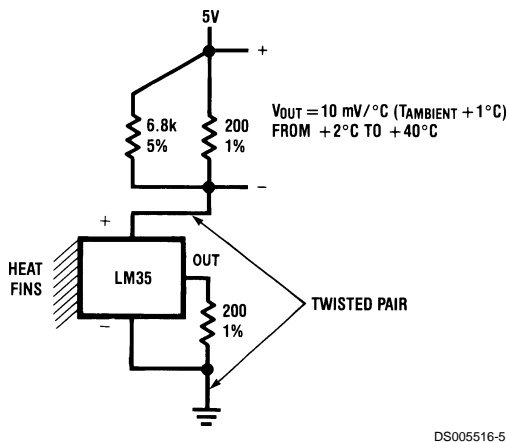 5V
+
6.8k
5%
200
1%
VOUT = 10 mV/°C (TAMBIENT + 1°C)
FROM +2°C TO +40°C
−
+
HEAT
FINS
LM35
OUT
−
200
1%
TWISTED PAIR
DS005516-5